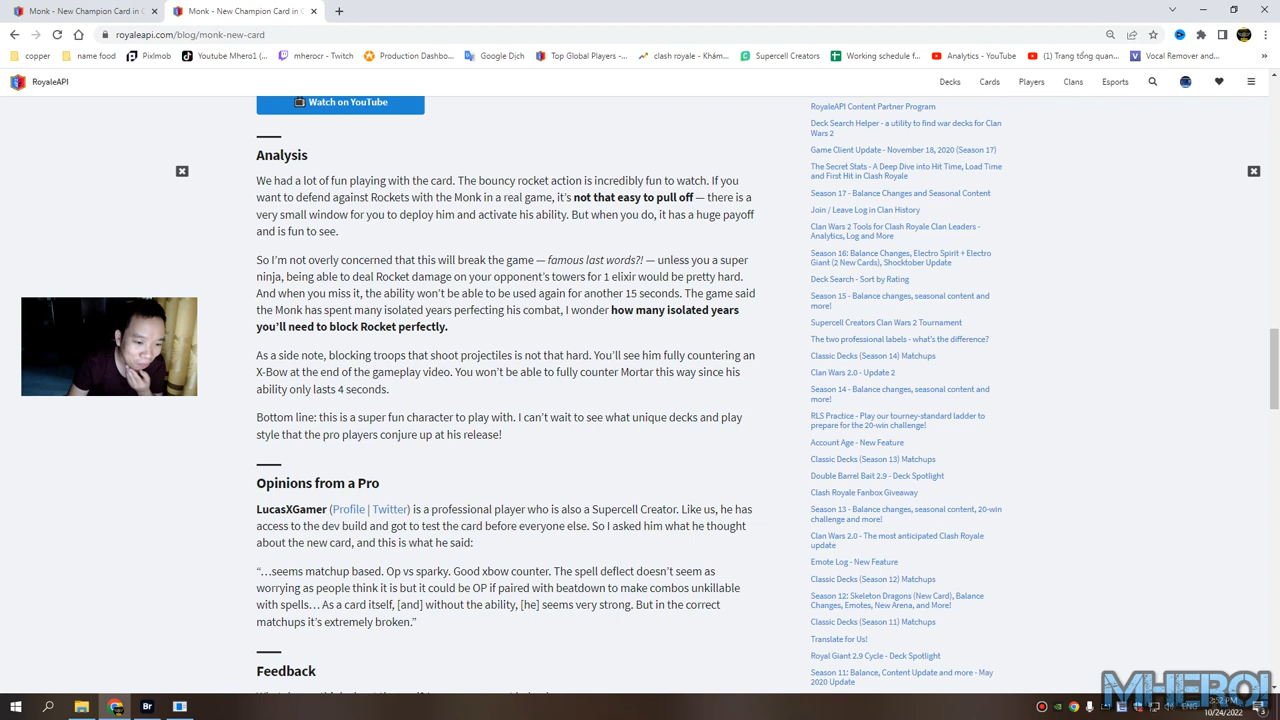 Monk - New Champion Card in C
Monk - New Champion Card in C
royaleapi.com/blog/monk-new-card
copper
name food
PixImob
Youtube Mhero1 (...
mherocr - Twitch
Production Dashbo...
Google Dịch
Top Global Players -...
clash royale – Khám...
Supercell Creators
Working schedule f...
Analytics - YouTube
(1) Trang tổng quan...
Vocal Remover and...
»
RoyaleAPI
Decks
Cards
Players
Clans
Esports
Watch on YouTube
Analysis
We had a lot of fun playing with the card. The bouncy rocket action is incredibly fun to watch. If you
want to defend against Rockets with the Monk in a real game, it’s not that easy to pull off — there is a
very small window for you to deploy him and activate his ability. But when you do, it has a huge payoff
and is fun to see.
So I’m not overly concerned that this will break the game — famous last words?! — unless you’re a super
ninja, being able to deal Rocket damage on your opponent’s towers for 1 elixir would be pretty hard.
And when you miss it, the ability won’t be able to be used again for another 15 seconds. The game said
the Monk has spent many isolated years perfecting his combat, I wonder how many isolated years
you’ll need to block Rocket perfectly.
As a side note, blocking troops that shoot projectiles is not that hard. You’ll see him fully countering an
X-Bow at the end of the gameplay video. You won’t be able to fully counter Mortar this way since his
ability only lasts 4 seconds.
Bottom line: this is a super fun character to play with. I can’t wait to see what unique decks and play
style that the pro players conjure up at his release!
Opinions from a Pro
LucasXGamer (Profile | Twitter) is a professional player who is also a Supercell Creator. Like us, he has
access to the dev build and got to test the card before everyone else. So I asked him what he thought
about the new card, and this is what he said:
“…seems matchup based. Op vs sparky. Good xbow counter. The spell deflect doesn’t seem as
worrying as people think it is but it could be OP if paired with beatdown to make combos unkillable
with spells… As a card itself, [and] without the ability, [he] seems very strong. But in the correct
matchups it’s extremely broken.”
Feedback
RoyaleAPI Content Partner Program
Deck Search Helper - a utility to find war decks for Clan
Wars 2
Game Client Update - November 18, 2020 (Season 17)
The Secret Stats - A Deep Dive into Hit Time, Load Time
and First Hit in Clash Royale
Season 17 - Balance Changes and Seasonal Content
Join / Leave Log in Clan History
Clan Wars 2 Tools for Clash Royale Clan Leaders -
Analytics, Log and More
Season 16: Balance Changes, Electro Spirit + Electro
Giant (2 New Cards), Shocktober Update
Deck Search - Sort by Rating
Season 15 - Balance changes, seasonal content and
more!
Supercell Creators Clan Wars 2 Tournament
The two professional labels - what’s the difference?
Classic Decks (Season 14) Matchups
Clan Wars 2.0 - Update 2
Season 14 - Balance changes, seasonal content and
more!
RLS Practice - Play our tourney-standard ladder to
prepare for the 20-win challenge!
Account Age - New Feature
Classic Decks (Season 13) Matchups
Double Barrel Bait 2.9 - Deck Spotlight
Clash Royale Fanbox Giveaway
Season 13 - Balance changes, seasonal content, 20-win
challenge and more!
Clan Wars 2.0 - The most anticipated Clash Royale
update
Emote Log - New Feature
Classic Decks (Season 12) Matchups
Season 12: Skeleton Dragons (New Card), Balance
Changes, Emotes, New Arena, and More!
Classic Decks (Season 11) Matchups
Translate for Us!
Royal Giant 2.9 Cycle - Deck Spotlight
Season 11: Balance, Content Update and more - May
2020 Update
MHERO!
Br
ENG
2:52 PM
10/24/2022
3